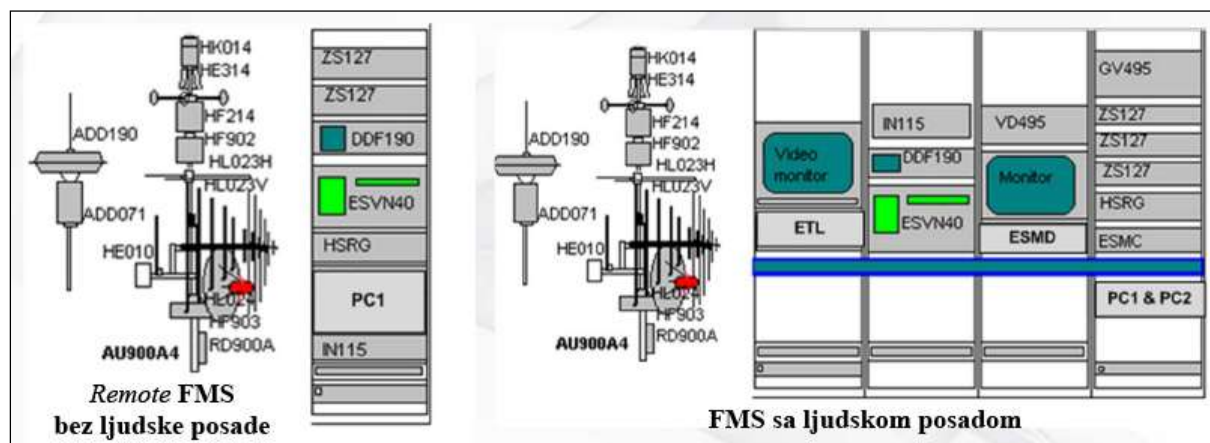 HK014
HE314
HF214
HF902
HL023H
HL023V
ADD190
ADD071
HE010
HL024
HF903
RD900A
AU900A4
ZS127
ZS127
DDF190
ESVN40
HSRG
PC1
IN115
Remote FMS
bez ljudske posade
HK014
HE314
HF214
HF902
HL023H
HL023V
ADD190
ADD071
HE010
HL024
HF903
RD900A
AU900A4
Video
monitor
ETL
IN115
DDF190
ESVN40
VD495
Monitor
ESMD
GV495
ZS127
ZS127
ZS127
HSRG
ESMC
PC1 & PC2
FMS sa ljudskom posadom